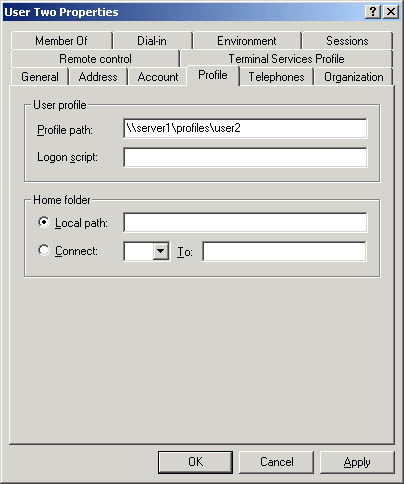 User Two Properties
Member Of Dial-in Environment Sessions
Remote control Terminal Services Profile
General Address Account Profile Telephones Organization
User profile
Profile path: \\server1\profiles\user2
Logon script:
Home folder
Local path:
Connect: To:
OK Cancel Apply